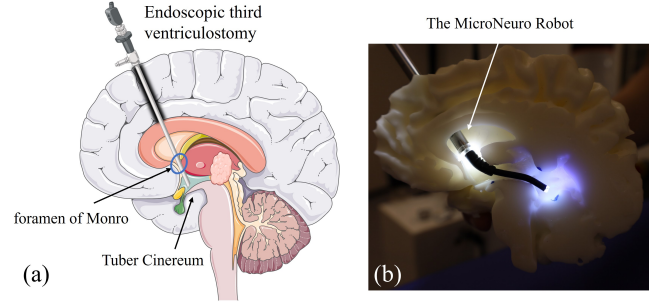 Endoscopic third
ventriculostomy
foramen of Monro
Tuber Cinereum
(a)
The MicroNeuro Robot
(b)